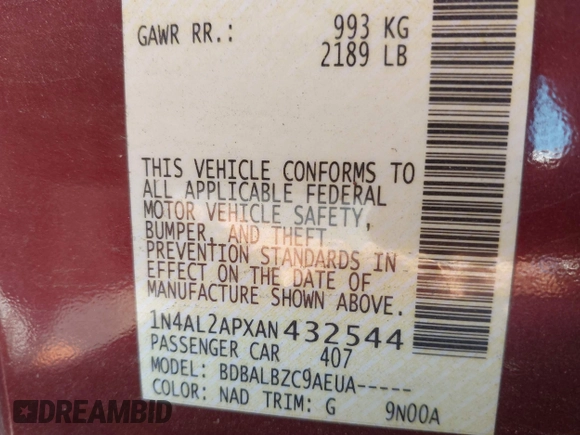 GAWR RR.: 993 KG
2189 LB
THIS VEHICLE CONFORMS TO
ALL APPLICABLE FEDERAL
MOTOR VEHICLE SAFETY,
BUMPER, AND THEFT
PREVENTION STANDARDS IN
EFFECT ON THE DATE OF
MANUFACTURE SHOWN ABOVE.
1N4AL2APXAN432544
PASSENGER CAR 407
MODEL: BDBALBZC9AEUA-----
COLOR: NAD TRIM: G 9N00A
DREAMBID